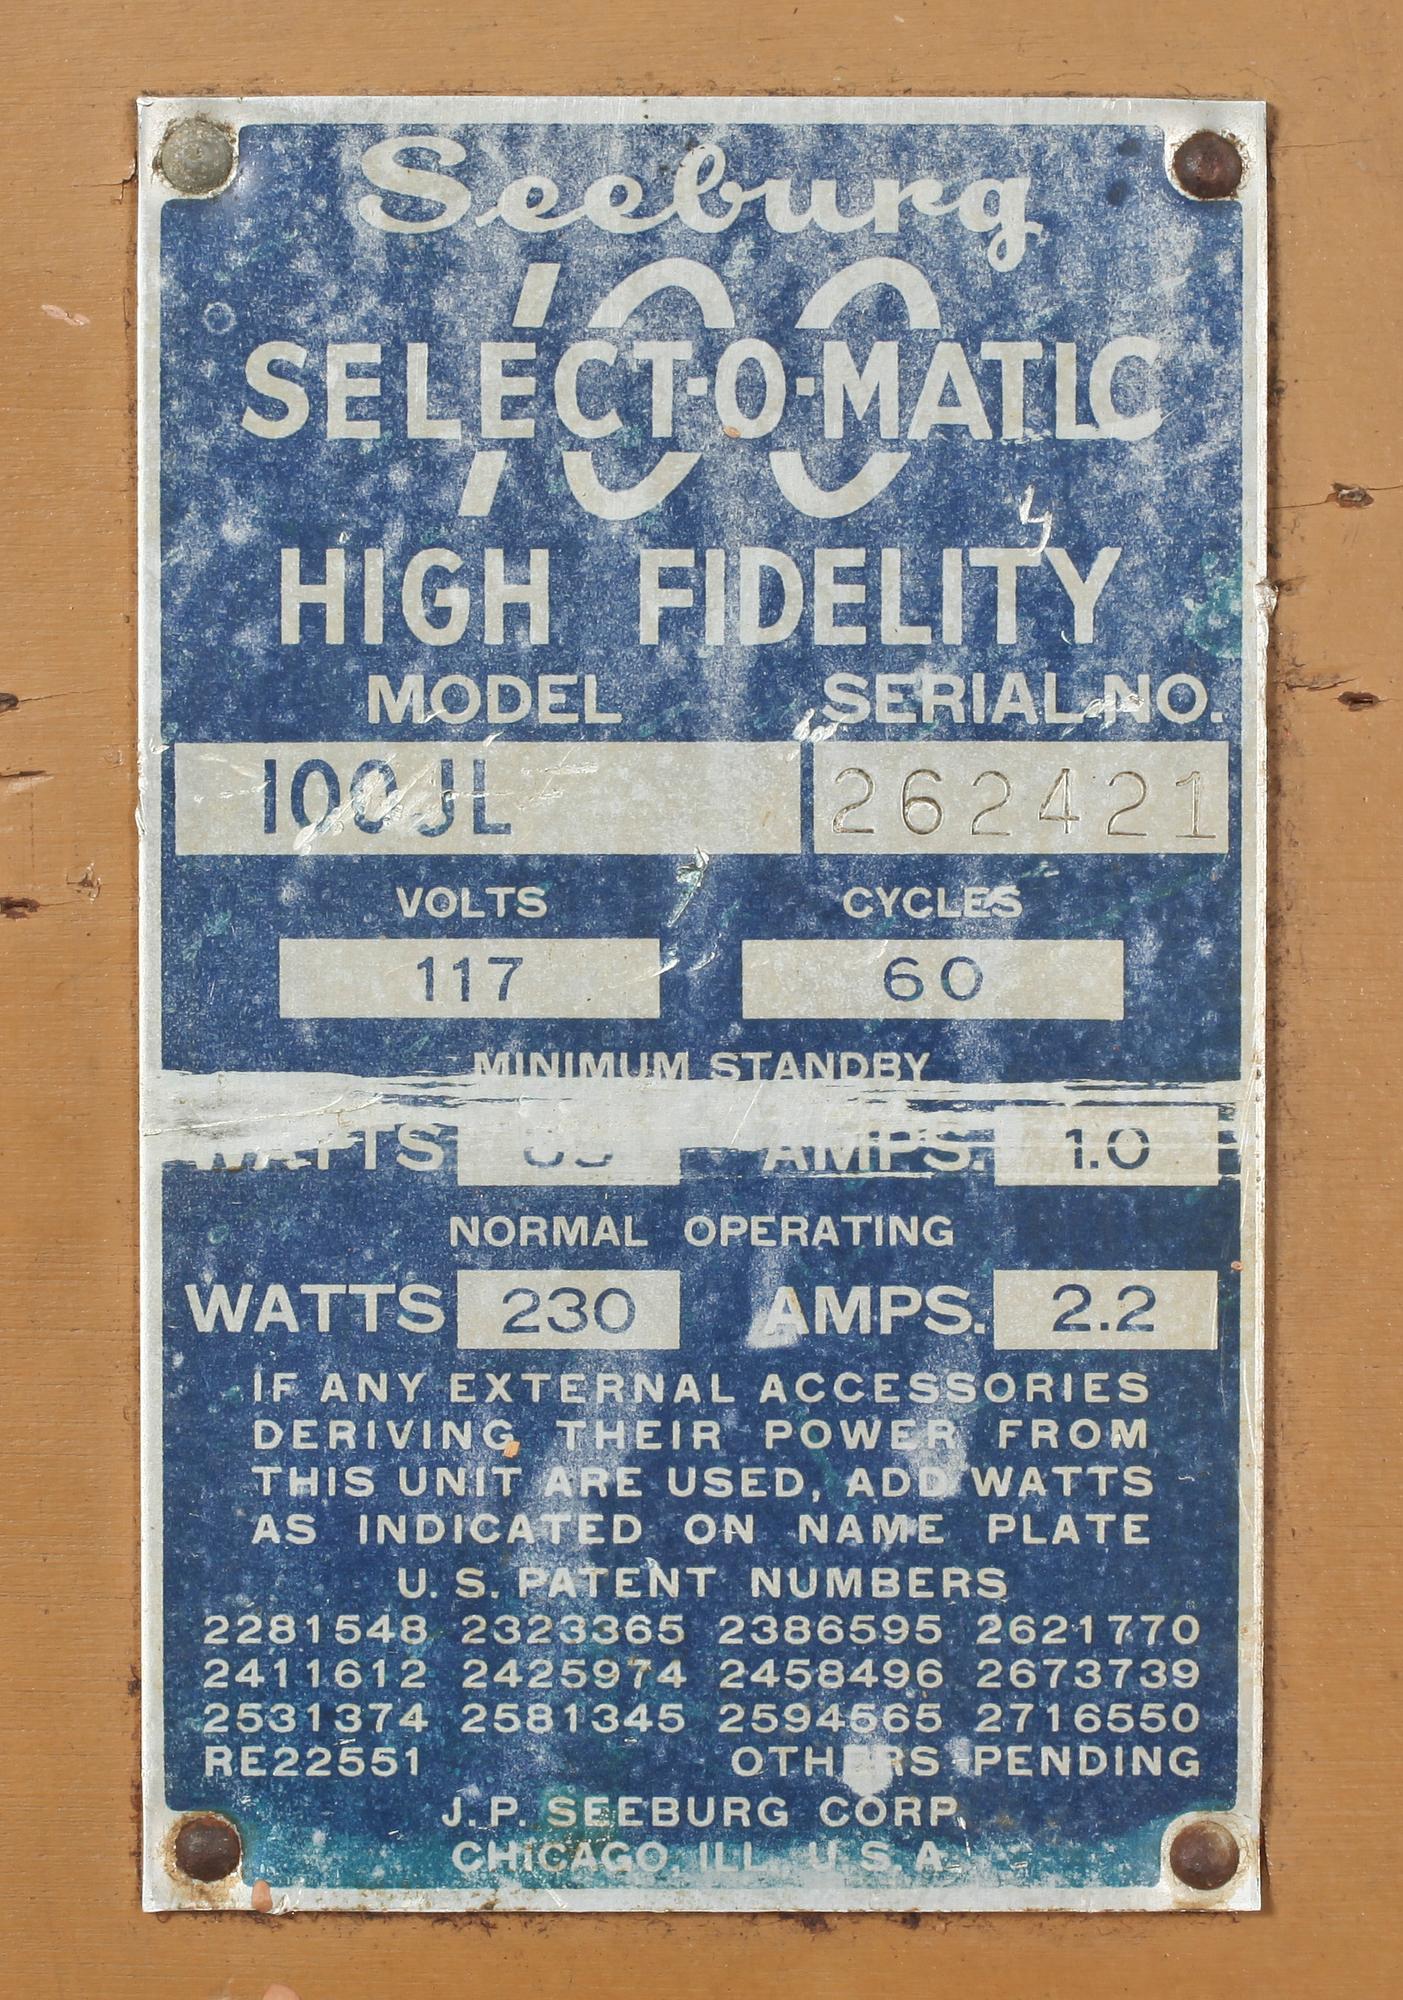 Seeburg
100
SELECT-O-MATIC
HIGH FIDELITY
MODEL SERIAL NO.
100JL 262421
VOLTS CYCLES
117 60
MINIMUM STANDBY
WATTS AMPS. 1.0
NORMAL OPERATING
WATTS 230 AMPS. 2.2
IF ANY EXTERNAL ACCESSORIES
DERIVING THEIR POWER FROM
THIS UNIT ARE USED, ADD WATTS
AS INDICATED ON NAME PLATE
U.S. PATENT NUMBERS
2281548 2323365 2386595 2621770
2411612 2425974 2458496 2673739
2531374 2581345 2594565 2716550
RE22551 OTHERS PENDING
J.P. SEEBURG CORP.
CHICAGO, ILL. U.S.A.